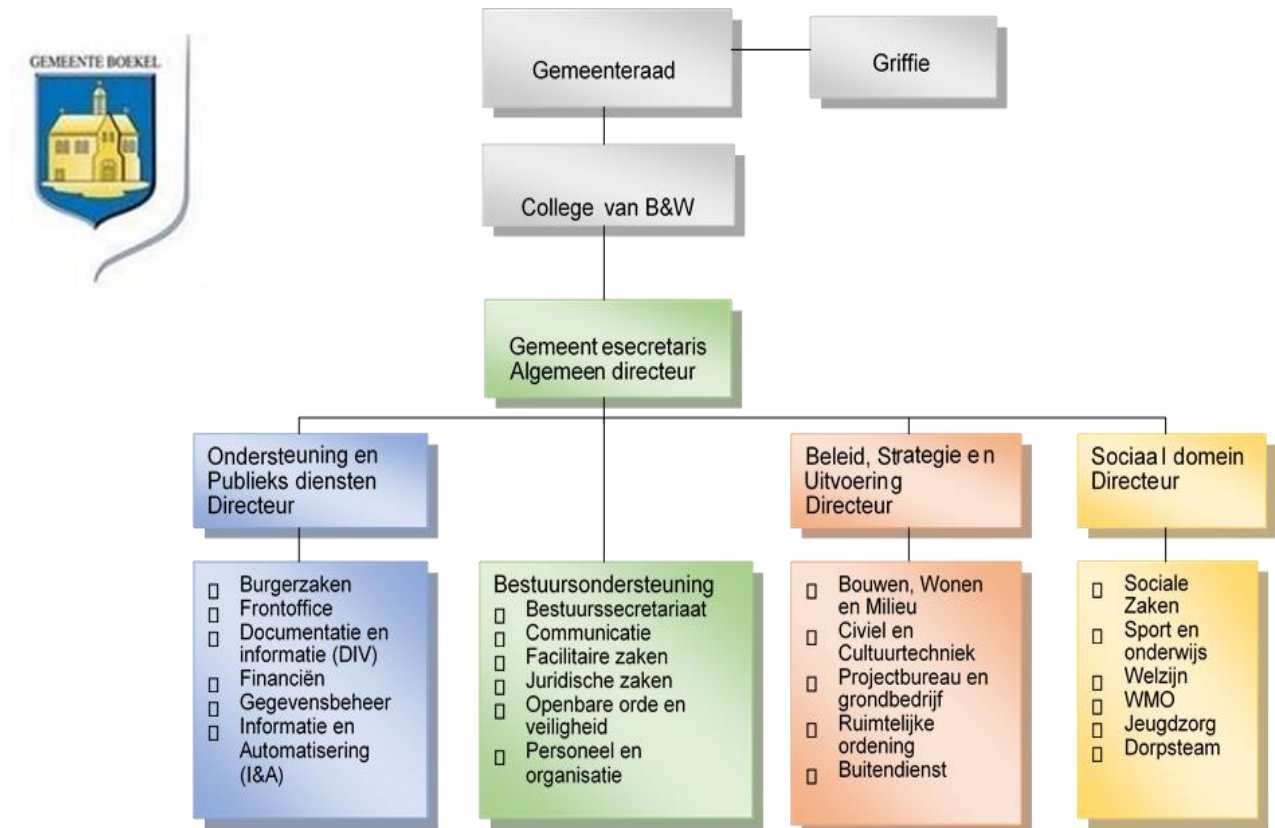 GEMEENTE BOEKEL
Gemeenteraad
Griffie
College van B&W
Gemeent esecretaris
Algemeen directeur
Ondersteuning en
Publieks diensten
Directeur
Beleid, Strategie en
Uitvoering
Directeur
Sociaal domein
Directeur
Burgerzaken
Frontoffice
Documentatie en
informatie (DIV)
Financiën
Gegevensbeheer
Informatie en
Automatisering
(I&A)
Bestuursondersteuning
Bestuurssecretariaat
Communicatie
Facilitaire zaken
Juridische zaken
Openbare orde en
veiligheid
Personeel en
organisatie
Bouwen, Wonen
en Milieu
Civiel en
Cultuurtechniek
Projectbureau en
grondbedrijf
Ruimtelijke
ordening
Buitendienst
Sociale
Zaken
Sport en
onderwijs
Welzijn
WMO
Jeugdzorg
Dorpsteam